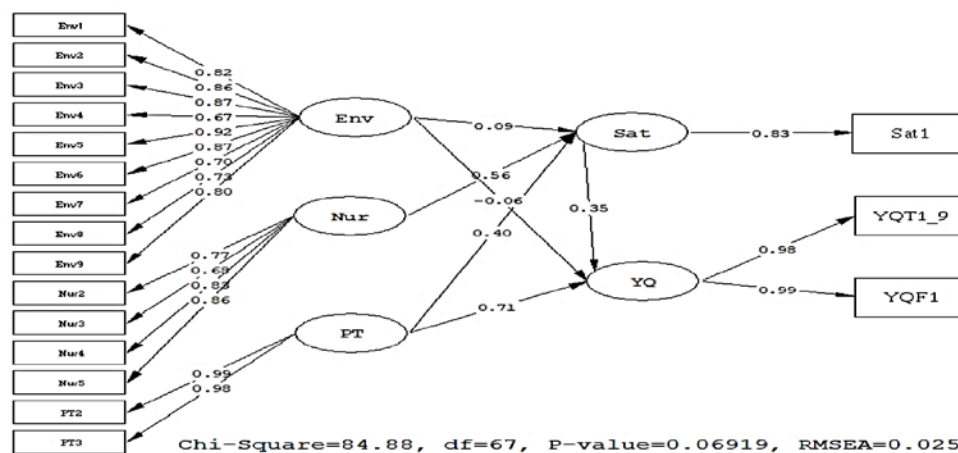 Env1
Env2
Env3
Env4
Env5
Env6
Env7
Env8
Env9
Nur2
Nur3
Nur4
Nur5
PT2
PT3
0.82
0.86
0.87
0.67
0.92
0.87
0.70
0.73
0.80
0.77
0.68
0.83
0.86
0.99
0.98
Env
Nur
PT
0.09
0.56
-0.06
0.40
0.71
Sat
0.35
YQ
0.83
0.98
0.99
Sat1
YQT1_9
YQF1
Chi-Square=84.88, df=67, P-value=0.06919, RMSEA=0.025